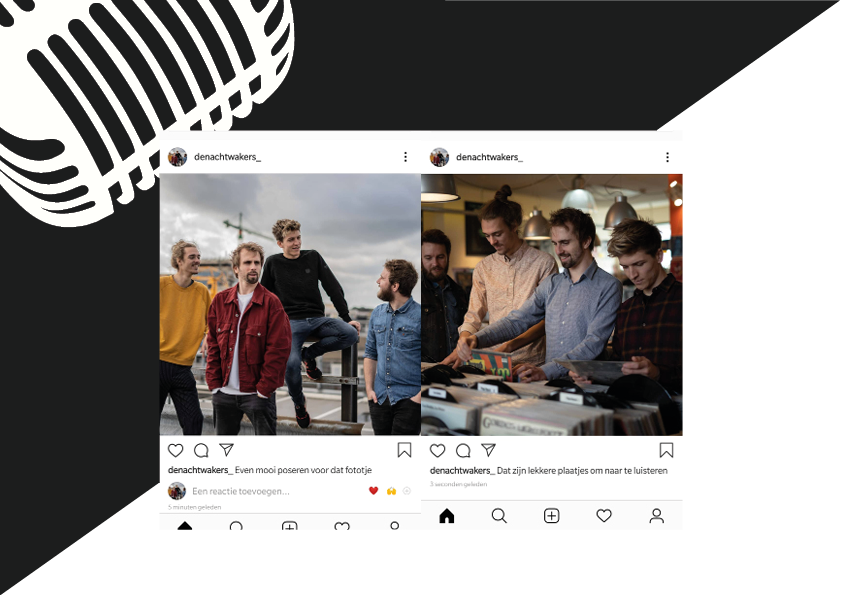 denachtwakers_
denachtwakers_ Even mooi poseren voor dat fototje
Een reactie toevoegen...
5 minuten geleden
denachtwakers_
denachtwakers_ Dat zijn lekkere plaatjes om naar te luisteren
3 seconden geleden